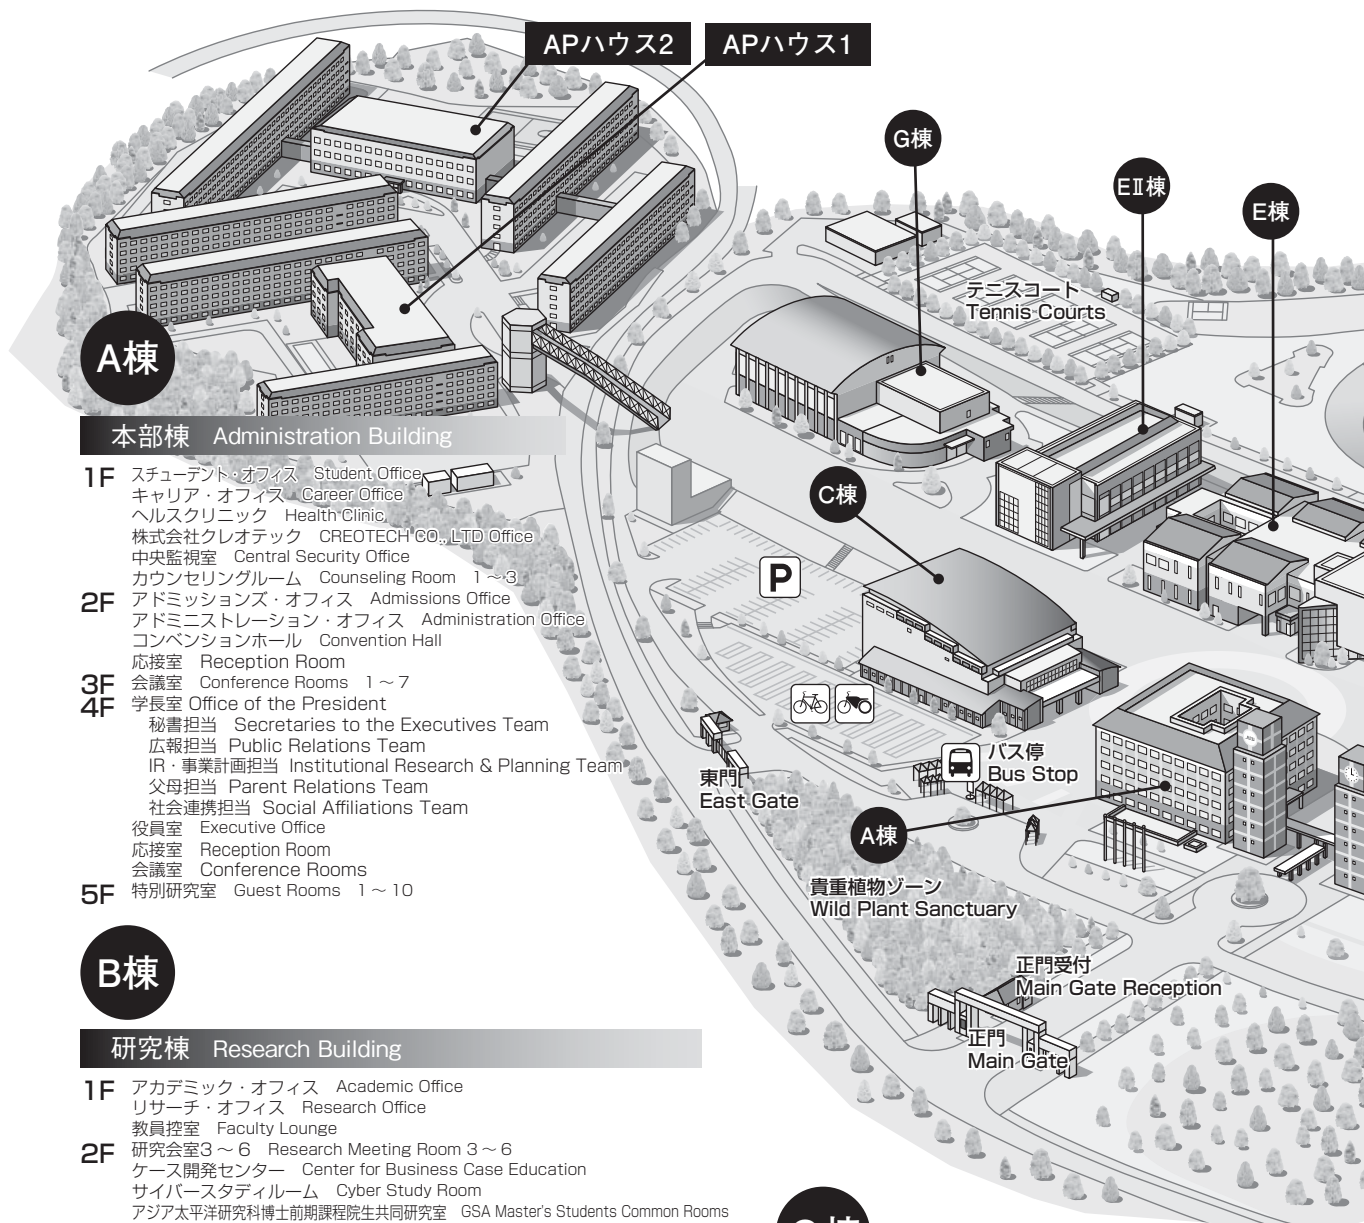 APハウス2
APハウス1
G棟
EⅡ棟
E棟
テニスコート
Tennis Courts
C棟
P
バス停
Bus Stop
東門
East Gate
A棟
貴重植物ゾーン
Wild Plant Sanctuary
正門受付
Main Gate Reception
正門
Main Gate
A棟
本部棟 Administration Building
1F スチューデント・オフィス Student Office
キャリア・オフィス Career Office
ヘルスクリニック Health Clinic
株式会社クレオテック CREOTECH CO., LTD Office
中央監視室 Central Security Office
カウンセリングルーム Counseling Room 1～3
2F アドミッションズ・オフィス Admissions Office
アドミニストレーション・オフィス Administration Office
コンベンションホール Convention Hall
応接室 Reception Room
3F 会議室 Conference Rooms 1～7
4F 学長室 Office of the President
秘書担当 Secretaries to the Executives Team
広報担当 Public Relations Team
IR・事業計画担当 Institutional Research & Planning Team
父母担当 Parent Relations Team
社会連携担当 Social Affiliations Team
役員室 Executive Office
応接室 Reception Room
会議室 Conference Rooms
5F 特別研究室 Guest Rooms 1～10
B棟
研究棟 Research Building
1F アカデミック・オフィス Academic Office
リサーチ・オフィス Research Office
教員控室 Faculty Lounge
2F 研究会室3～6 Research Meeting Room 3～6
ケース開発センター Center for Business Case Education
サイバースタディルーム Cyber Study Room
アジア太平洋研究科博士前期課程院生共同研究室 GSA Master's Students Common Rooms